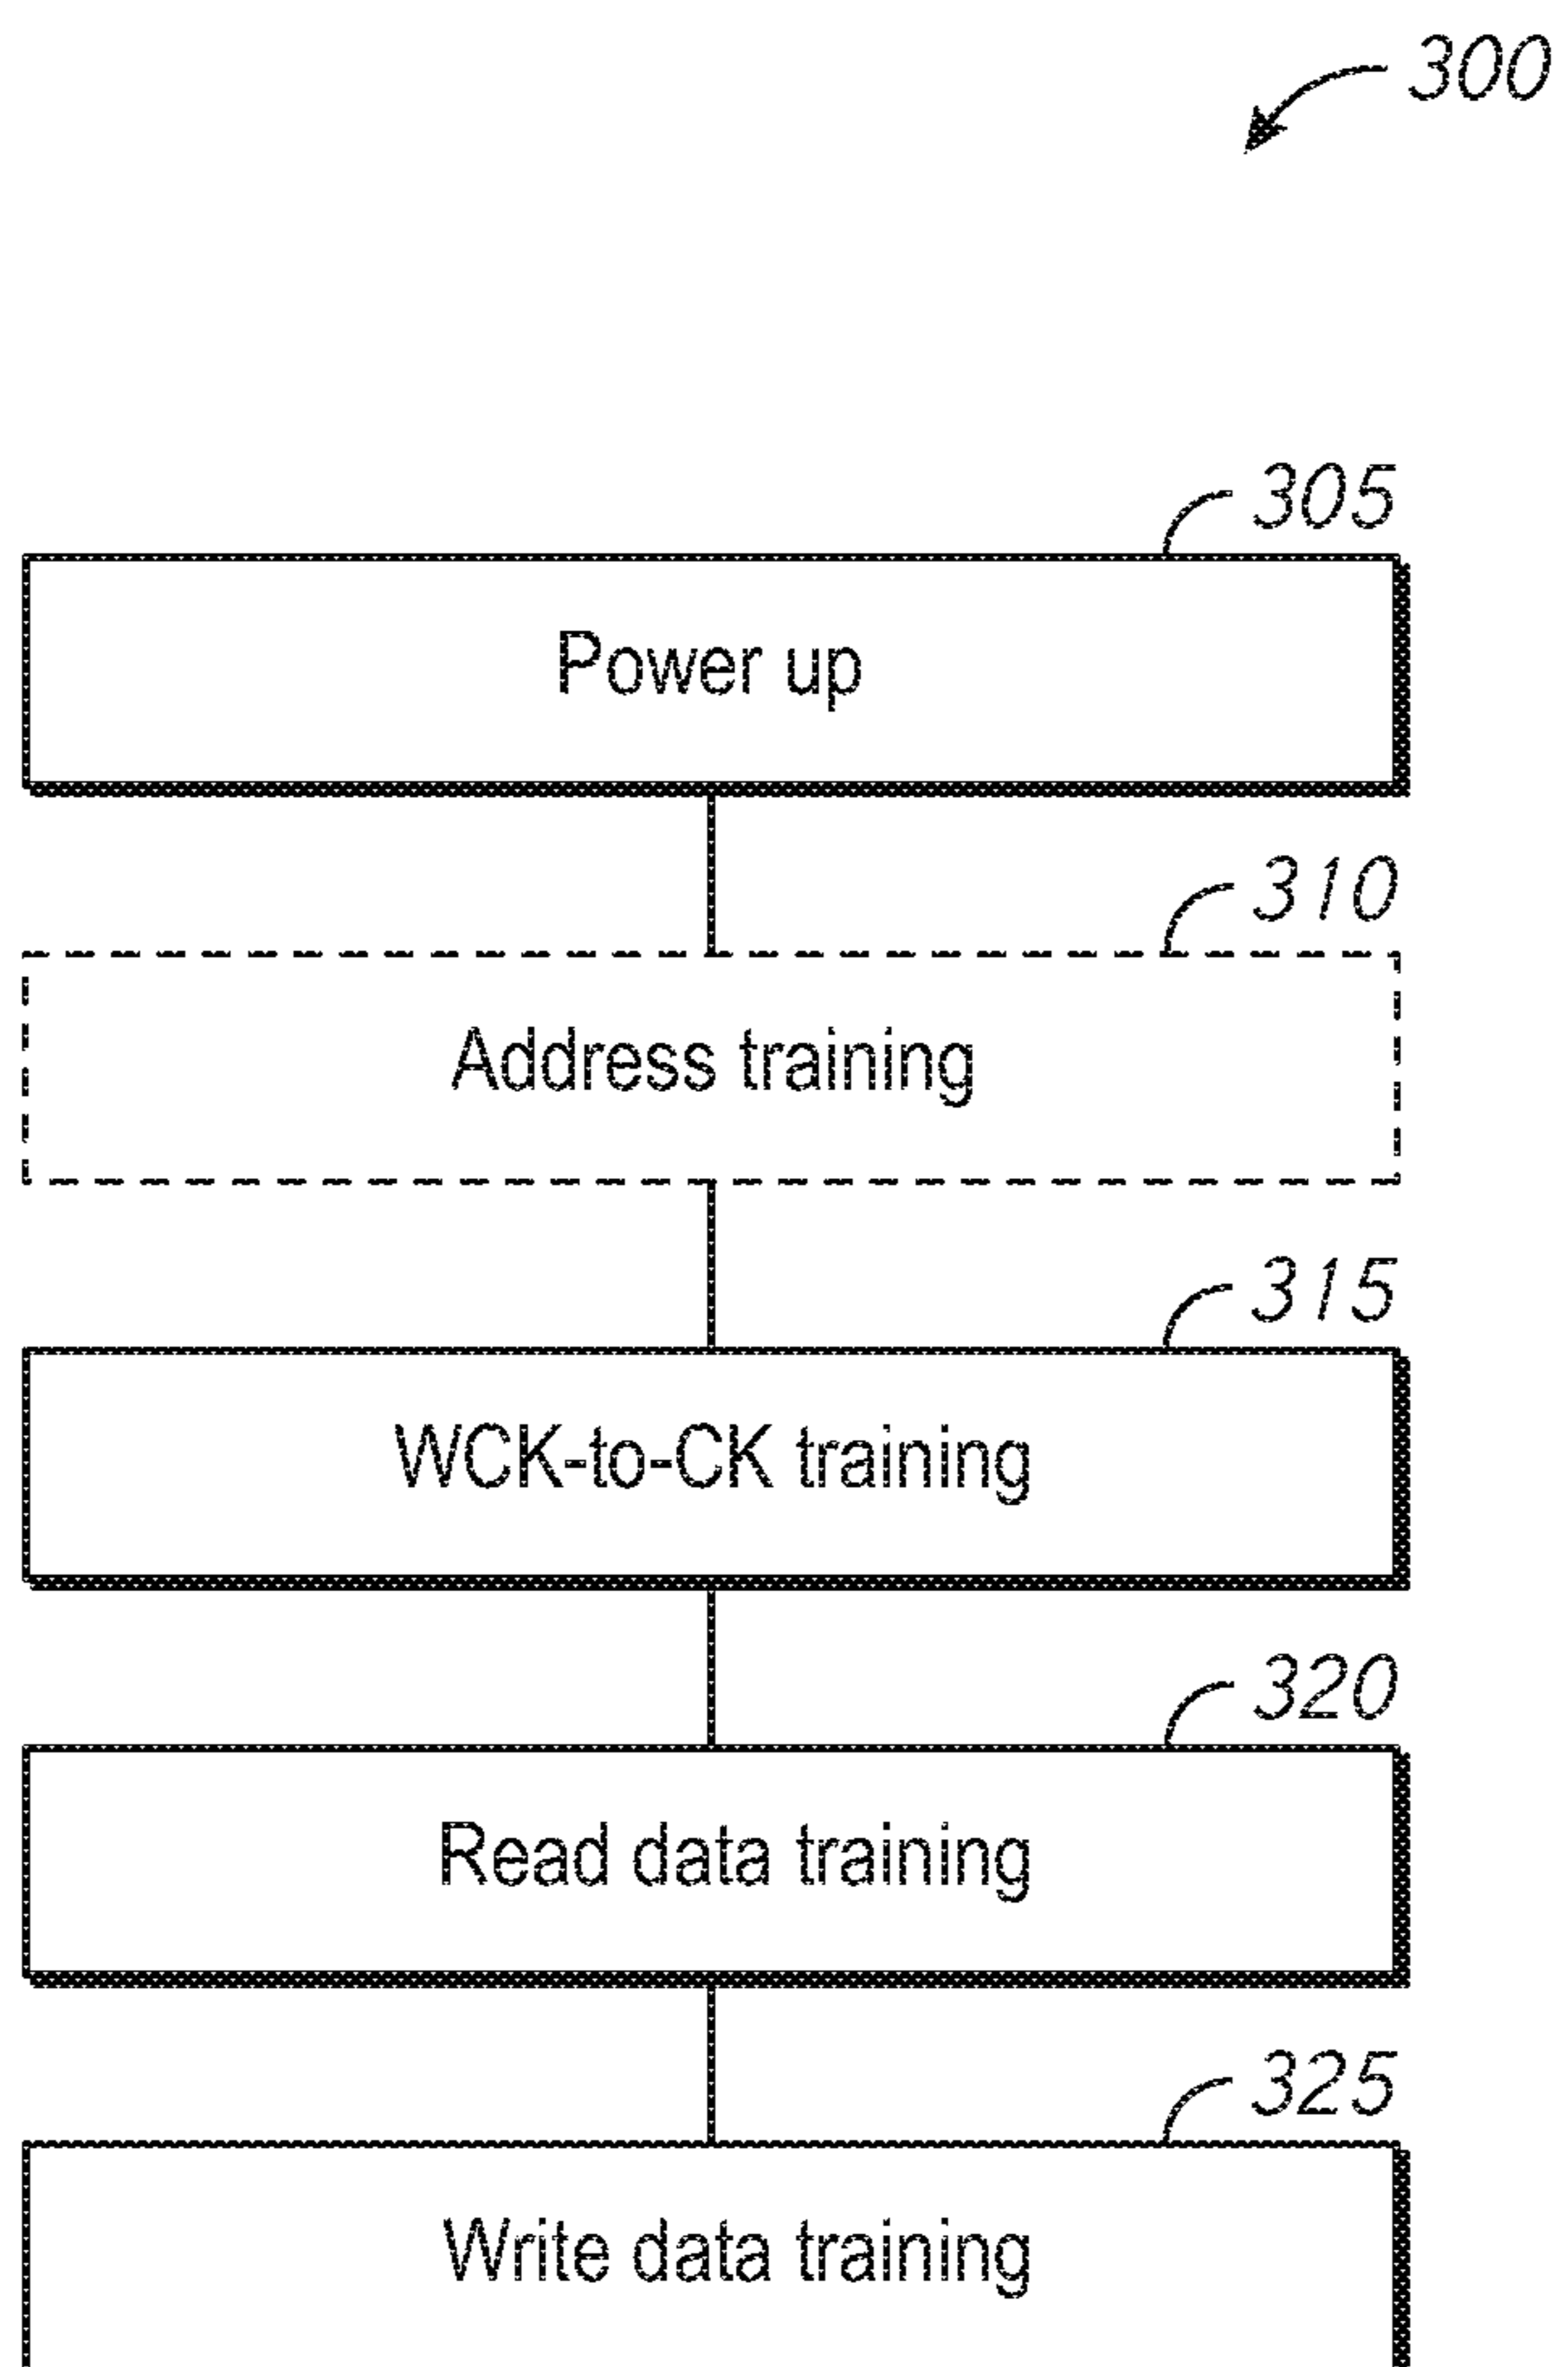 300
305
Power up
310
Address training
315
WCK-to-CK training
320
Read data training
325
Write data training